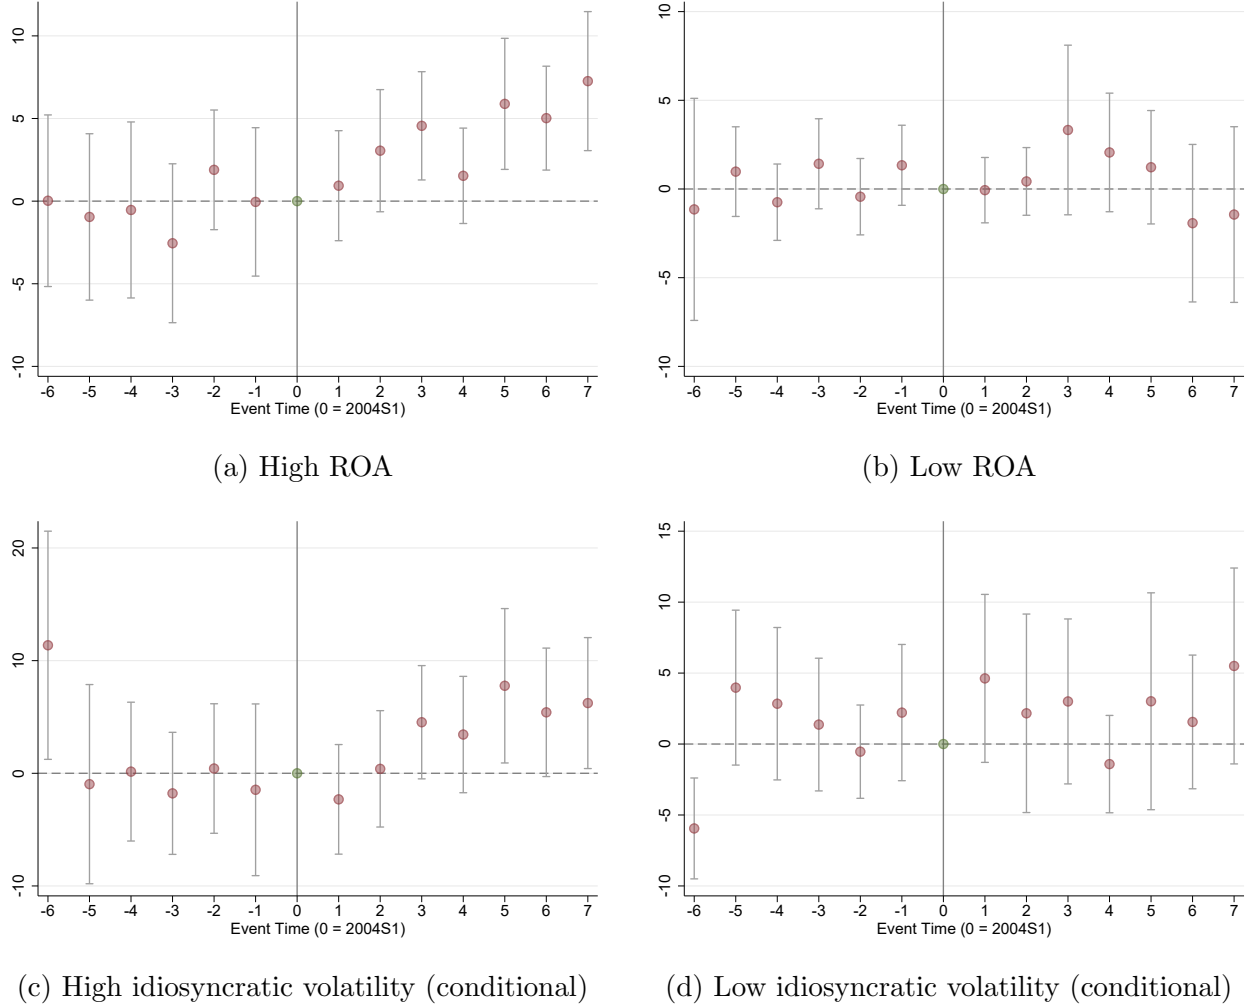 10
5
0
-5
-10
-6 -5 -4 -3 -2 -1 0 1 2 3 4 5 6 7
Event Time (0 = 2004S1)
(a) High ROA
10
5
0
-5
-10
-6 -5 -4 -3 -2 -1 0 1 2 3 4 5 6 7
Event Time (0 = 2004S1)
(b) Low ROA
20
10
0
-10
-6 -5 -4 -3 -2 -1 0 1 2 3 4 5 6 7
Event Time (0 = 2004S1)
(c) High idiosyncratic volatility (conditional)
15
10
5
0
-5
-10
-6 -5 -4 -3 -2 -1 0 1 2 3 4 5 6 7
Event Time (0 = 2004S1)
(d) Low idiosyncratic volatility (conditional)